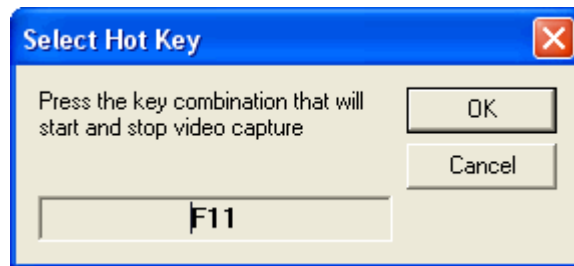 Select Hot Key
Press the key combination that will
start and stop video capture
OK
Cancel
F11